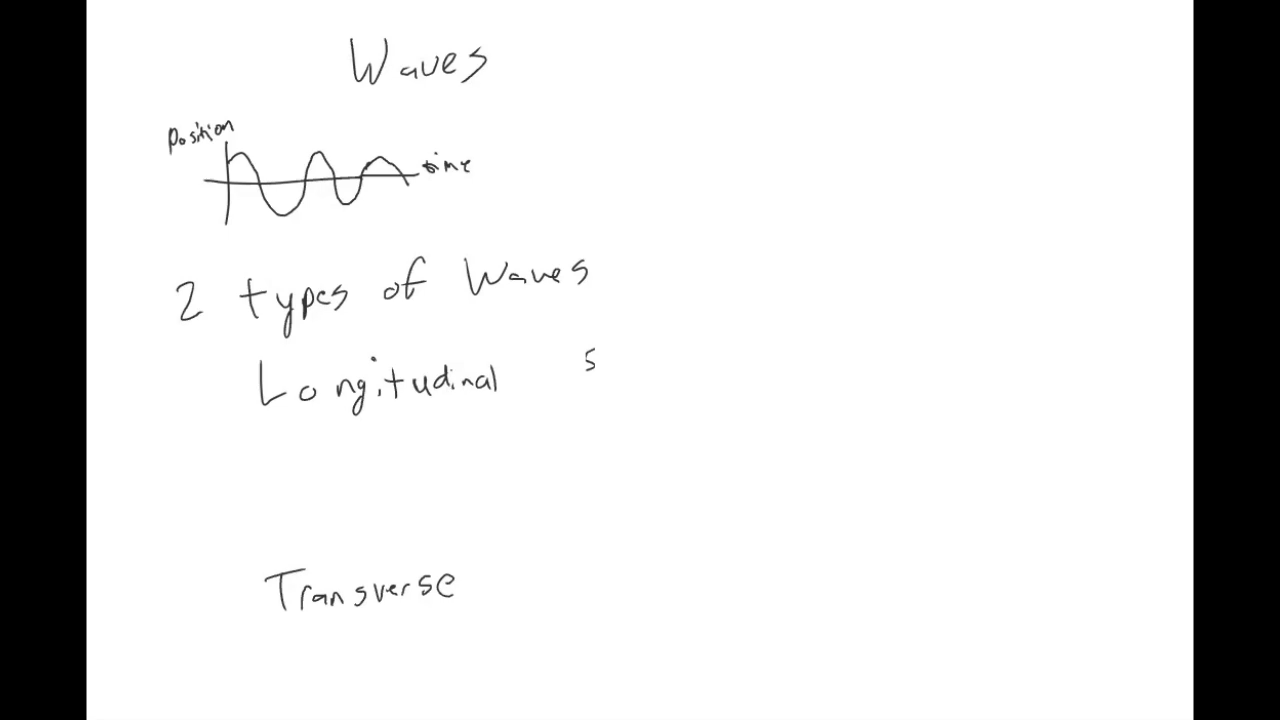 Waves
Position
time
2 types of Waves
Longitudinal s
Transverse